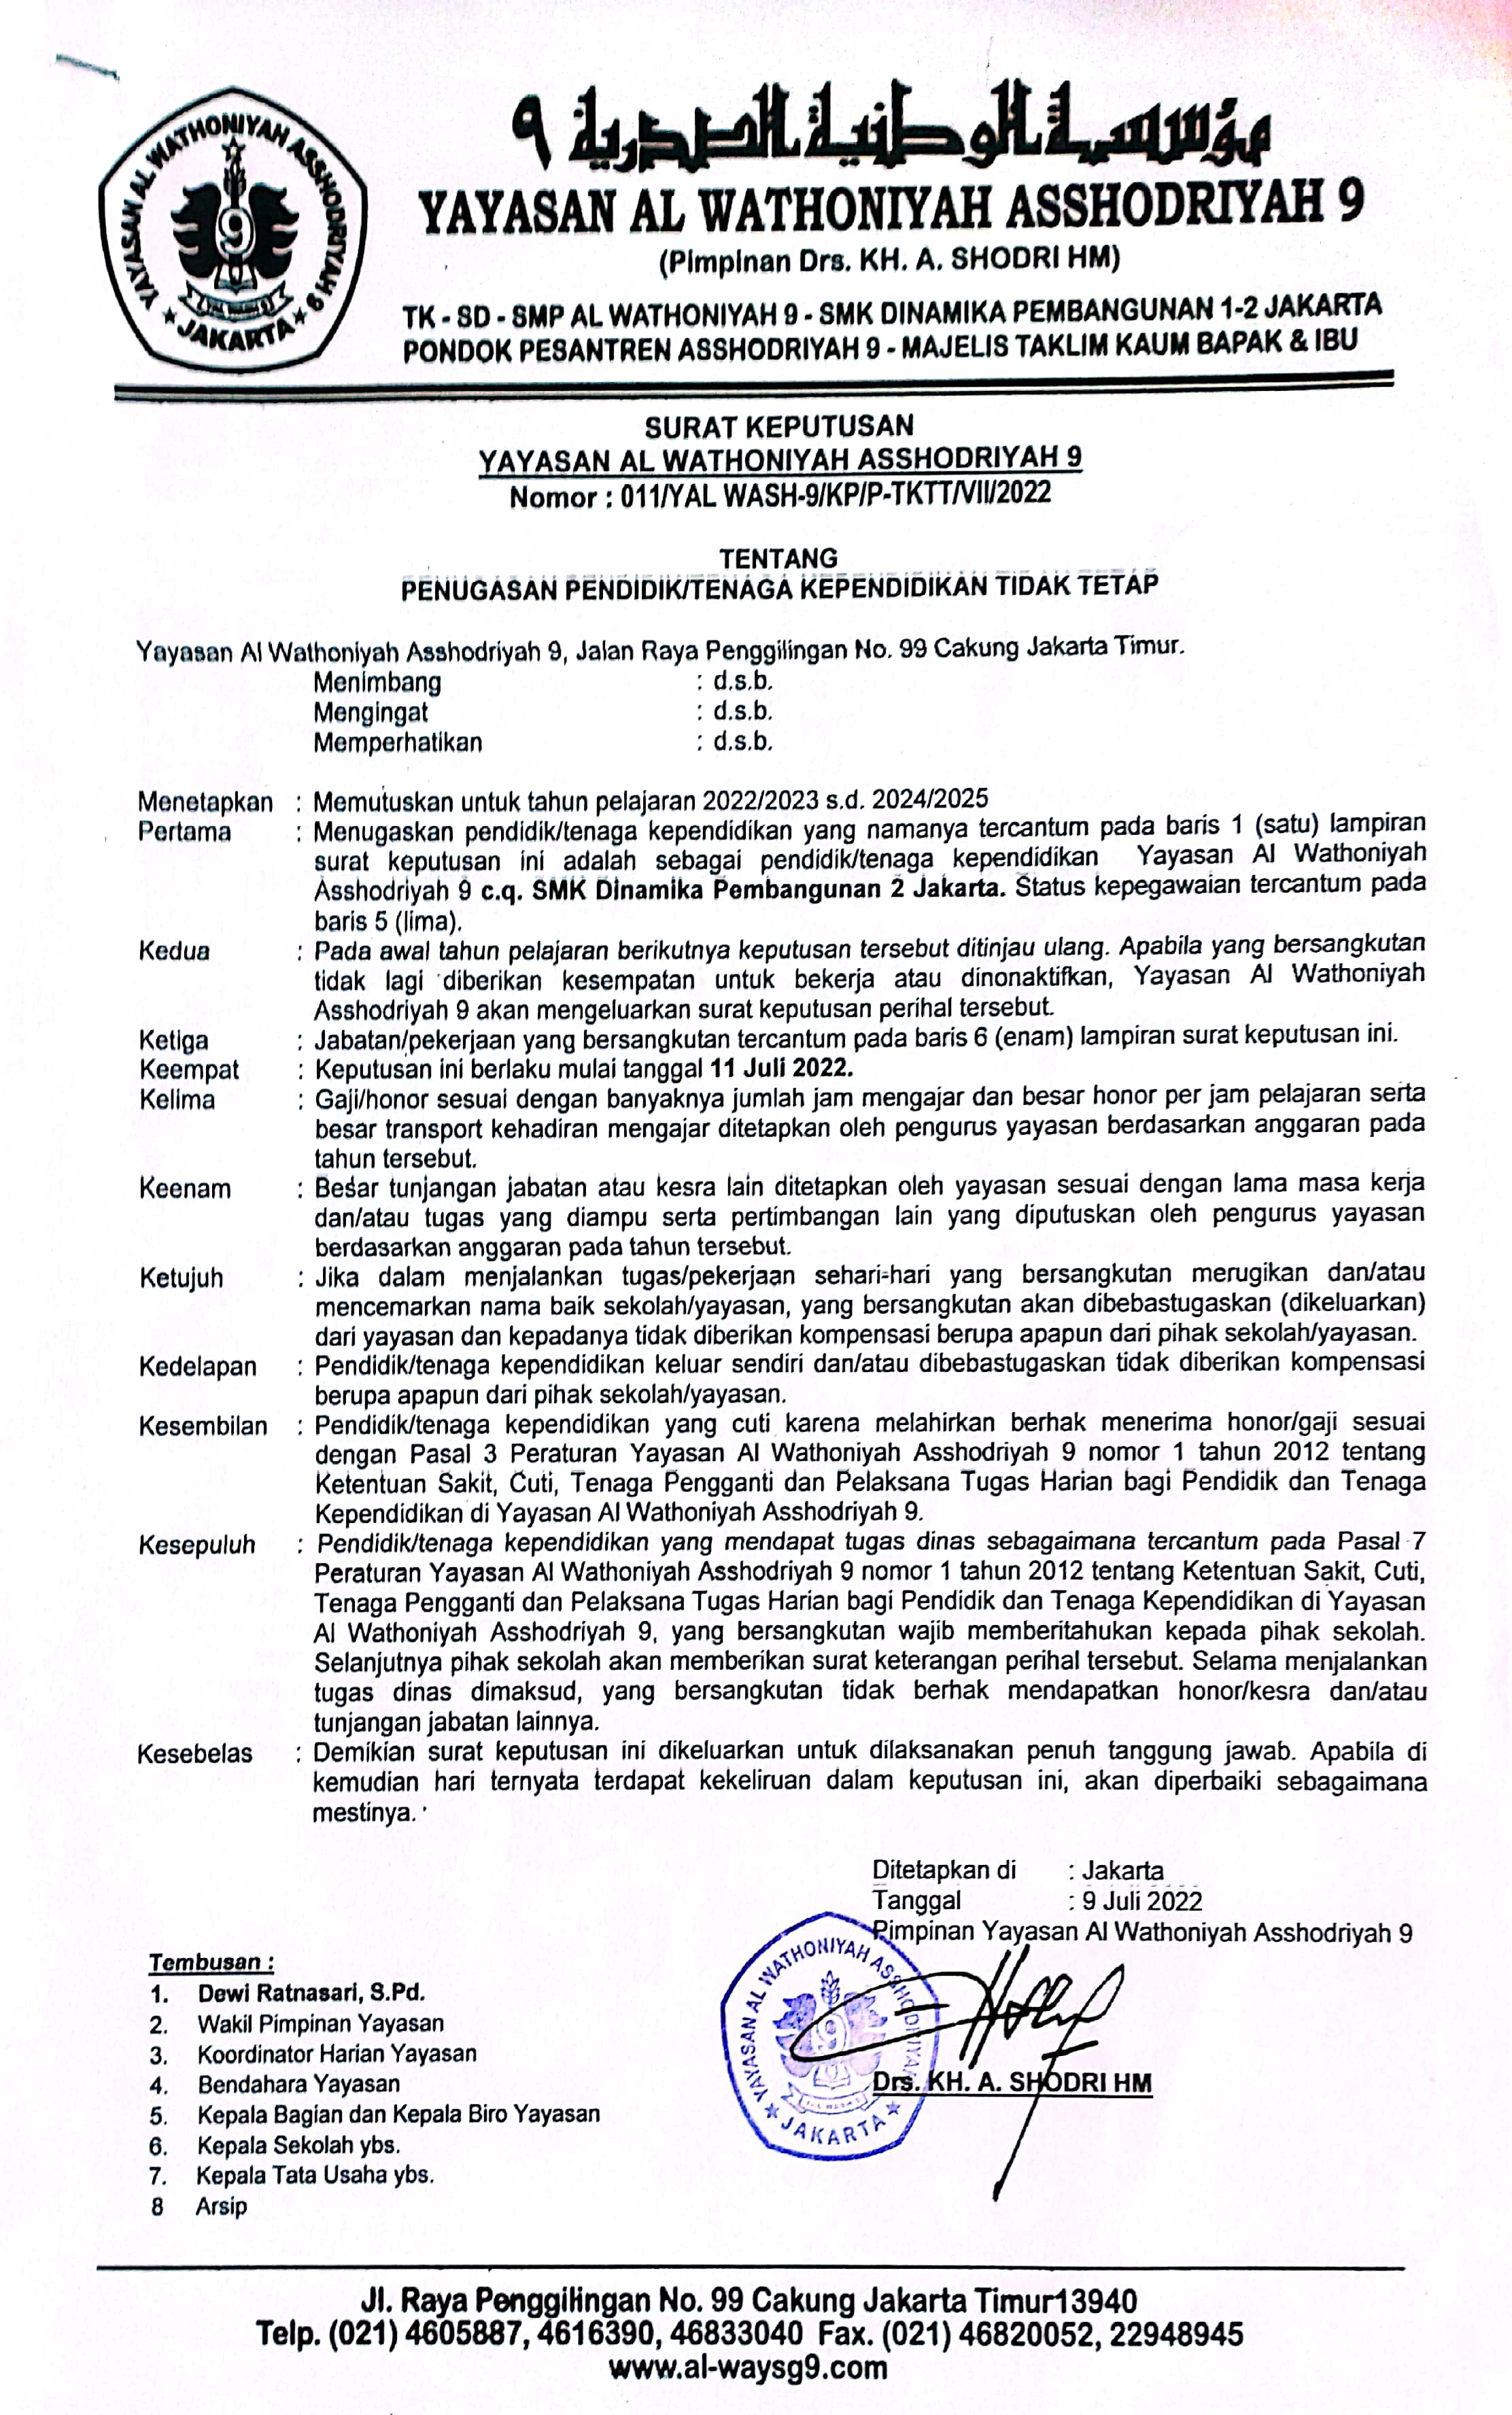 YAYASAN AL WATHONIYAH ASSHODRIYAH 9
JAKARTA
9
مؤسسة الوطنية الصدرية ٩
YAYASAN AL WATHONIYAH ASSHODRIYAH 9
(Pimpinan Drs. KH. A. SHODRI HM)
TK - SD - SMP AL WATHONIYAH 9 - SMK DINAMIKA PEMBANGUNAN 1-2 JAKARTA
PONDOK PESANTREN ASSHODRIYAH 9 - MAJELIS TAKLIM KAUM BAPAK & IBU
SURAT KEPUTUSAN
YAYASAN AL WATHONIYAH ASSHODRIYAH 9
Nomor : 011/YAL WASH-9/KP/P-TKTT/VII/2022
TENTANG
PENUGASAN PENDIDIK/TENAGA KEPENDIDIKAN TIDAK TETAP
Yayasan Al Wathoniyah Asshodriyah 9, Jalan Raya Penggilingan No. 99 Cakung Jakarta Timur.
Menimbang : d.s.b.
Mengingat : d.s.b.
Memperhatikan : d.s.b.
Menetapkan : Memutuskan untuk tahun pelajaran 2022/2023 s.d. 2024/2025
Pertama : Menugaskan pendidik/tenaga kependidikan yang namanya tercantum pada baris 1 (satu) lampiran
surat keputusan ini adalah sebagai pendidik/tenaga kependidikan Yayasan Al Wathoniyah
Asshodriyah 9 c.q. SMK Dinamika Pembangunan 2 Jakarta. Status kepegawaian tercantum pada
baris 5 (lima).
Kedua : Pada awal tahun pelajaran berikutnya keputusan tersebut ditinjau ulang. Apabila yang bersangkutan
tidak lagi diberikan kesempatan untuk bekerja atau dinonaktifkan, Yayasan Al Wathoniyah
Asshodriyah 9 akan mengeluarkan surat keputusan perihal tersebut.
Ketiga : Jabatan/pekerjaan yang bersangkutan tercantum pada baris 6 (enam) lampiran surat keputusan ini.
Keempat : Keputusan ini berlaku mulai tanggal 11 Juli 2022.
Kelima : Gaji/honor sesuai dengan banyaknya jumlah jam mengajar dan besar honor per jam pelajaran serta
besar transport kehadiran mengajar ditetapkan oleh pengurus yayasan berdasarkan anggaran pada
tahun tersebut.
Keenam : Besar tunjangan jabatan atau kesra lain ditetapkan oleh yayasan sesuai dengan lama masa kerja
dan/atau tugas yang diampu serta pertimbangan lain yang diputuskan oleh pengurus yayasan
berdasarkan anggaran pada tahun tersebut.
Ketujuh : Jika dalam menjalankan tugas/pekerjaan sehari-hari yang bersangkutan merugikan dan/atau
mencemarkan nama baik sekolah/yayasan, yang bersangkutan akan dibebastugaskan (dikeluarkan)
dari yayasan dan kepadanya tidak diberikan kompensasi berupa apapun dari pihak sekolah/yayasan.
Kedelapan : Pendidik/tenaga kependidikan keluar sendiri dan/atau dibebastugaskan tidak diberikan kompensasi
berupa apapun dari pihak sekolah/yayasan.
Kesembilan : Pendidik/tenaga kependidikan yang cuti karena melahirkan berhak menerima honor/gaji sesuai
dengan Pasal 3 Peraturan Yayasan Al Wathoniyah Asshodriyah 9 nomor 1 tahun 2012 tentang
Ketentuan Sakit, Cuti, Tenaga Pengganti dan Pelaksana Tugas Harian bagi Pendidik dan Tenaga
Kependidikan di Yayasan Al Wathoniyah Asshodriyah 9.
Kesepuluh : Pendidik/tenaga kependidikan yang mendapat tugas dinas sebagaimana tercantum pada Pasal 7
Peraturan Yayasan Al Wathoniyah Asshodriyah 9 nomor 1 tahun 2012 tentang Ketentuan Sakit, Cuti,
Tenaga Pengganti dan Pelaksana Tugas Harian bagi Pendidik dan Tenaga Kependidikan di Yayasan
Al Wathoniyah Asshodriyah 9, yang bersangkutan wajib memberitahukan kepada pihak sekolah.
Selanjutnya pihak sekolah akan memberikan surat keterangan perihal tersebut. Selama menjalankan
tugas dinas dimaksud, yang bersangkutan tidak berhak mendapatkan honor/kesra dan/atau
tunjangan jabatan lainnya.
Kesebelas : Demikian surat keputusan ini dikeluarkan untuk dilaksanakan penuh tanggung jawab. Apabila di
kemudian hari ternyata terdapat kekeliruan dalam keputusan ini, akan diperbaiki sebagaimana
mestinya.
Ditetapkan di : Jakarta
Tanggal : 9 Juli 2022
Pimpinan Yayasan Al Wathoniyah Asshodriyah 9
YAYASAN AL WATHONIYAH ASSHODRIYAH
9
JAKARTA
Drs. KH. A. SHODRI HM
Tembusan :
1. Dewi Ratnasari, S.Pd.
2. Wakil Pimpinan Yayasan
3. Koordinator Harian Yayasan
4. Bendahara Yayasan
5. Kepala Bagian dan Kepala Biro Yayasan
6. Kepala Sekolah ybs.
7. Kepala Tata Usaha ybs.
8 Arsip
Jl. Raya Penggilingan No. 99 Cakung Jakarta Timur13940
Telp. (021) 4605887, 4616390, 46833040 Fax. (021) 46820052, 22948945
www.al-waysg9.com